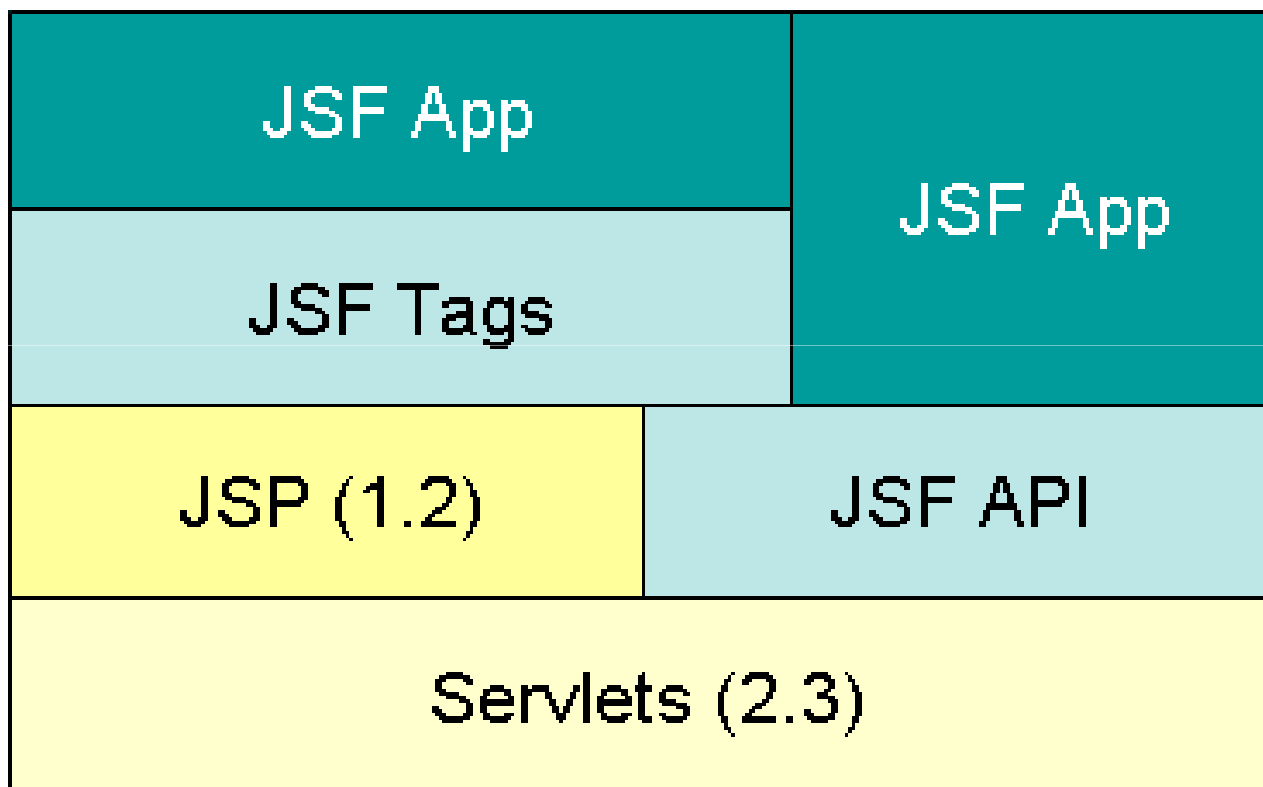 JSF App
JSF App
JSF Tags
JSP (1.2)
JSF API
Servlets (2.3)